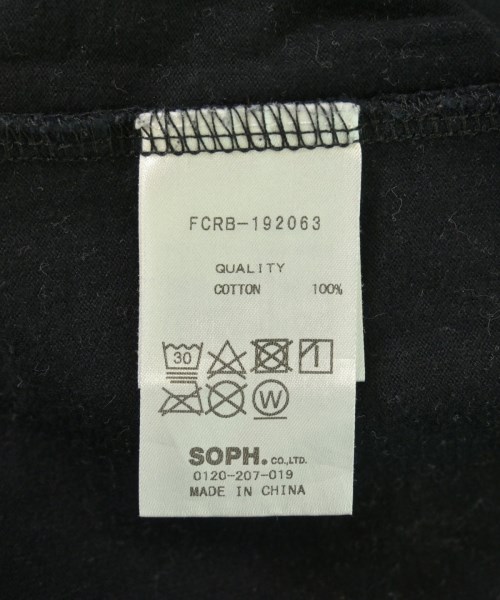 FCRB-192063
QUALITY
COTTON 100%
30
W
SOPH. CO.,LTD.
0120-207-019
MADE IN CHINA